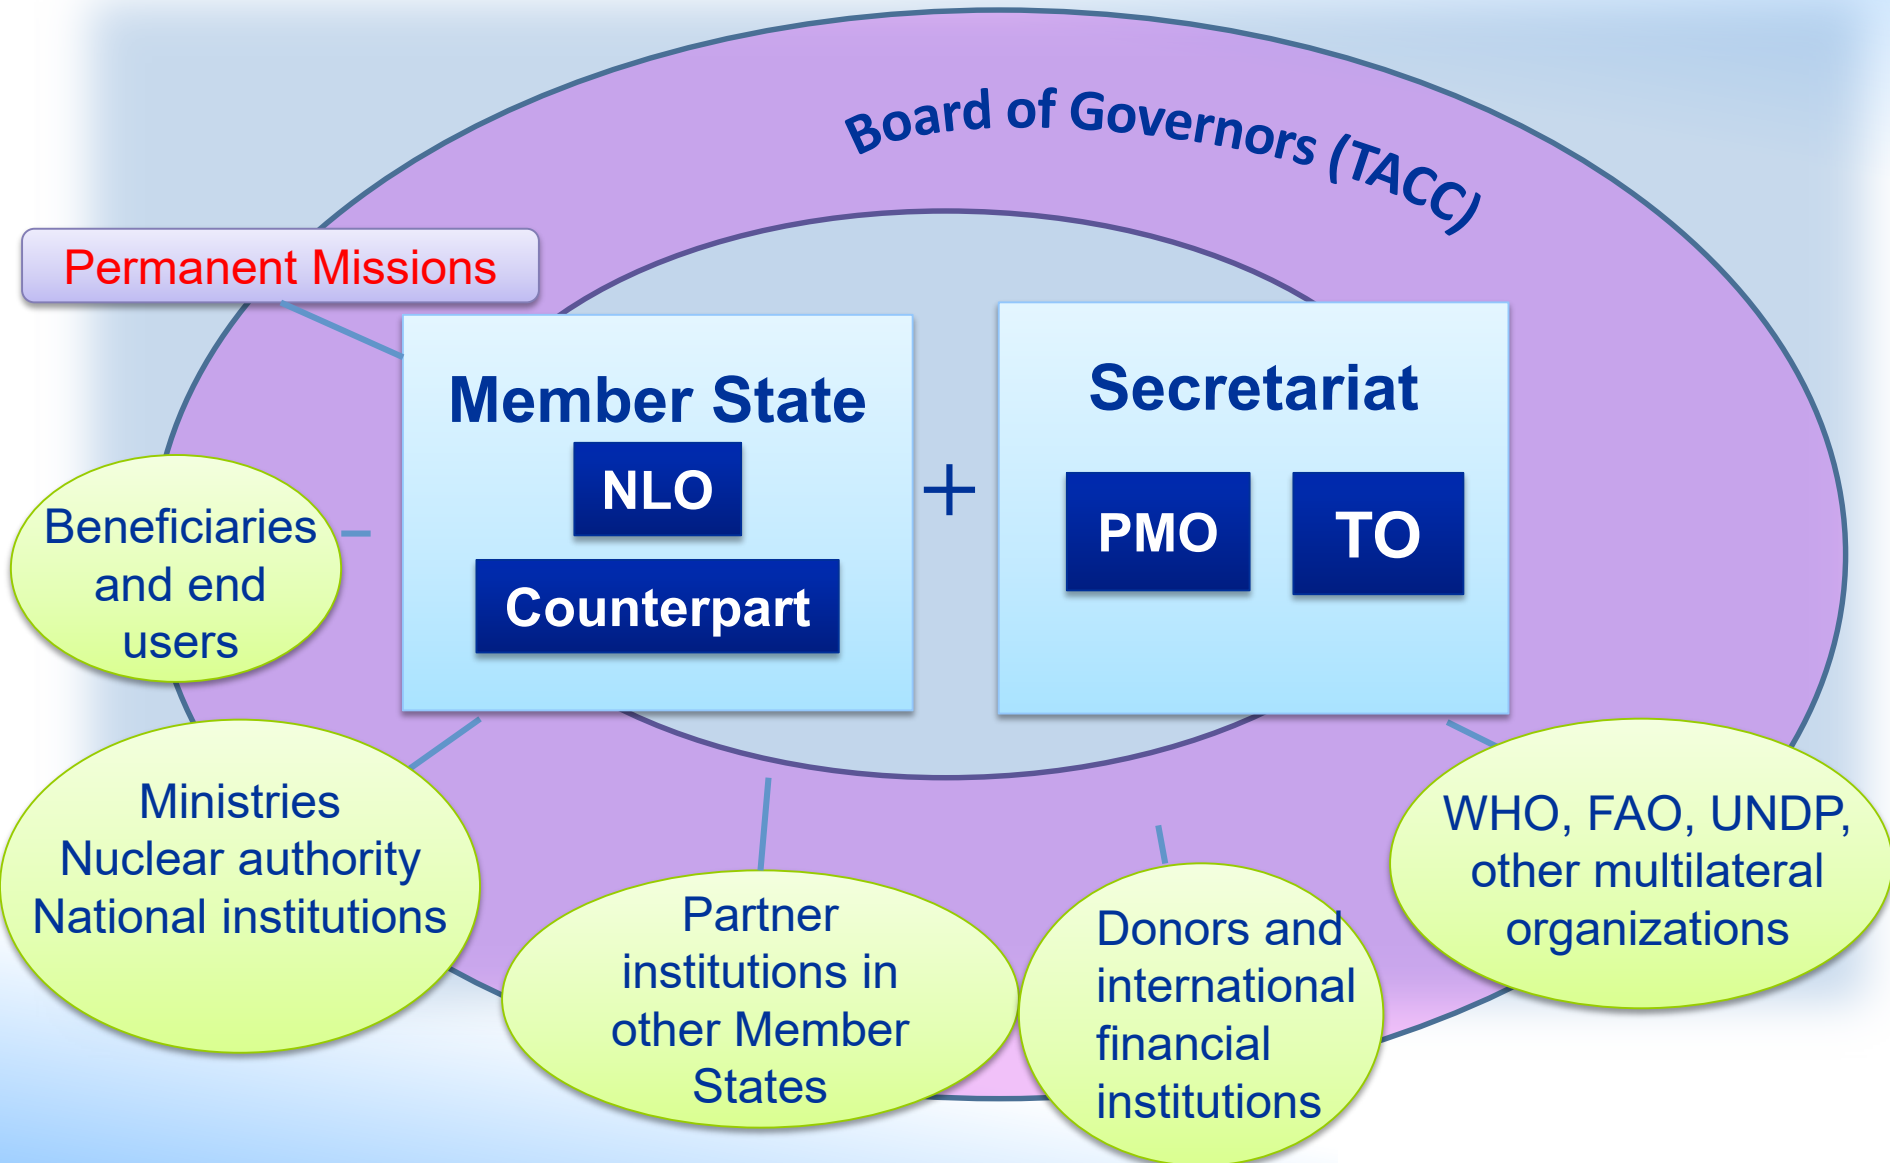 Board of Governors (TACC)
Permanent Missions
Member State
NLO
Counterpart
+
Secretariat
PMO
TO
Beneficiaries
and end
users
Ministries
Nuclear authority
National institutions
Partner
institutions in
other Member
States
Donors and
international
financial
institutions
WHO, FAO, UNDP,
other multilateral
organizations